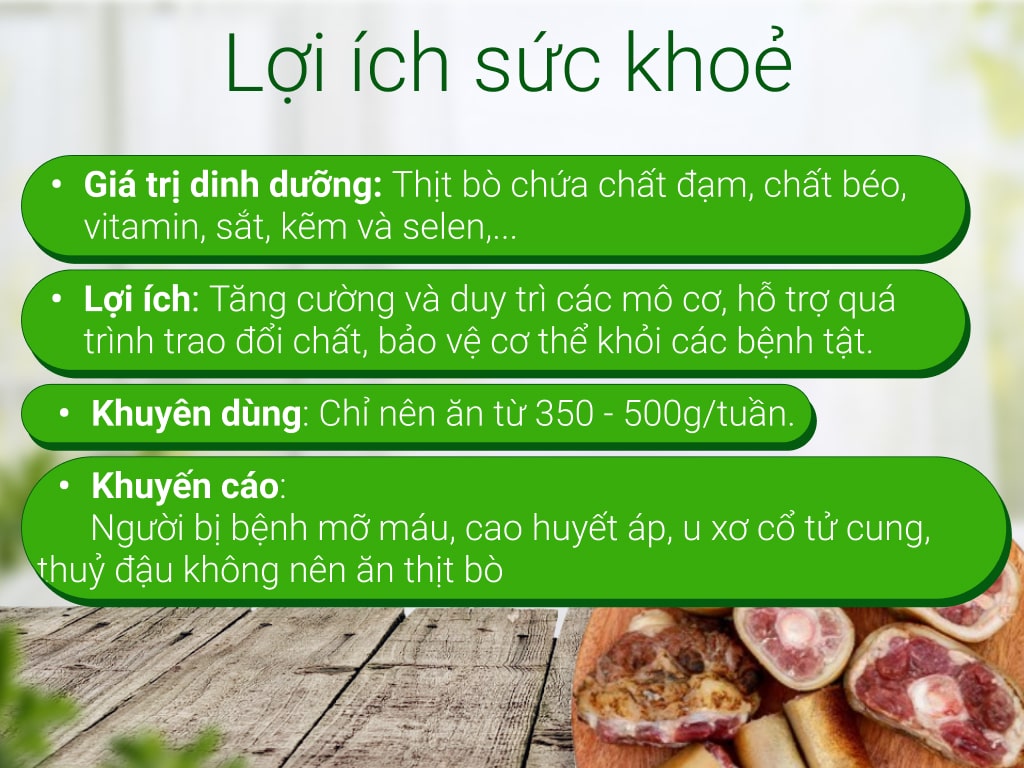 Lợi ích sức khoẻ
• Giá trị dinh dưỡng: Thịt bò chứa chất đạm, chất béo,
vitamin, sắt, kẽm và selen,...
• Lợi ích: Tăng cường và duy trì các mô cơ, hỗ trợ quá
trình trao đổi chất, bảo vệ cơ thể khỏi các bệnh tật.
• Khuyên dùng: Chỉ nên ăn từ 350 - 500g/tuần.
• Khuyến cáo:
Người bị bệnh mỡ máu, cao huyết áp, u xơ cổ tử cung,
thuỷ đậu không nên ăn thịt bò